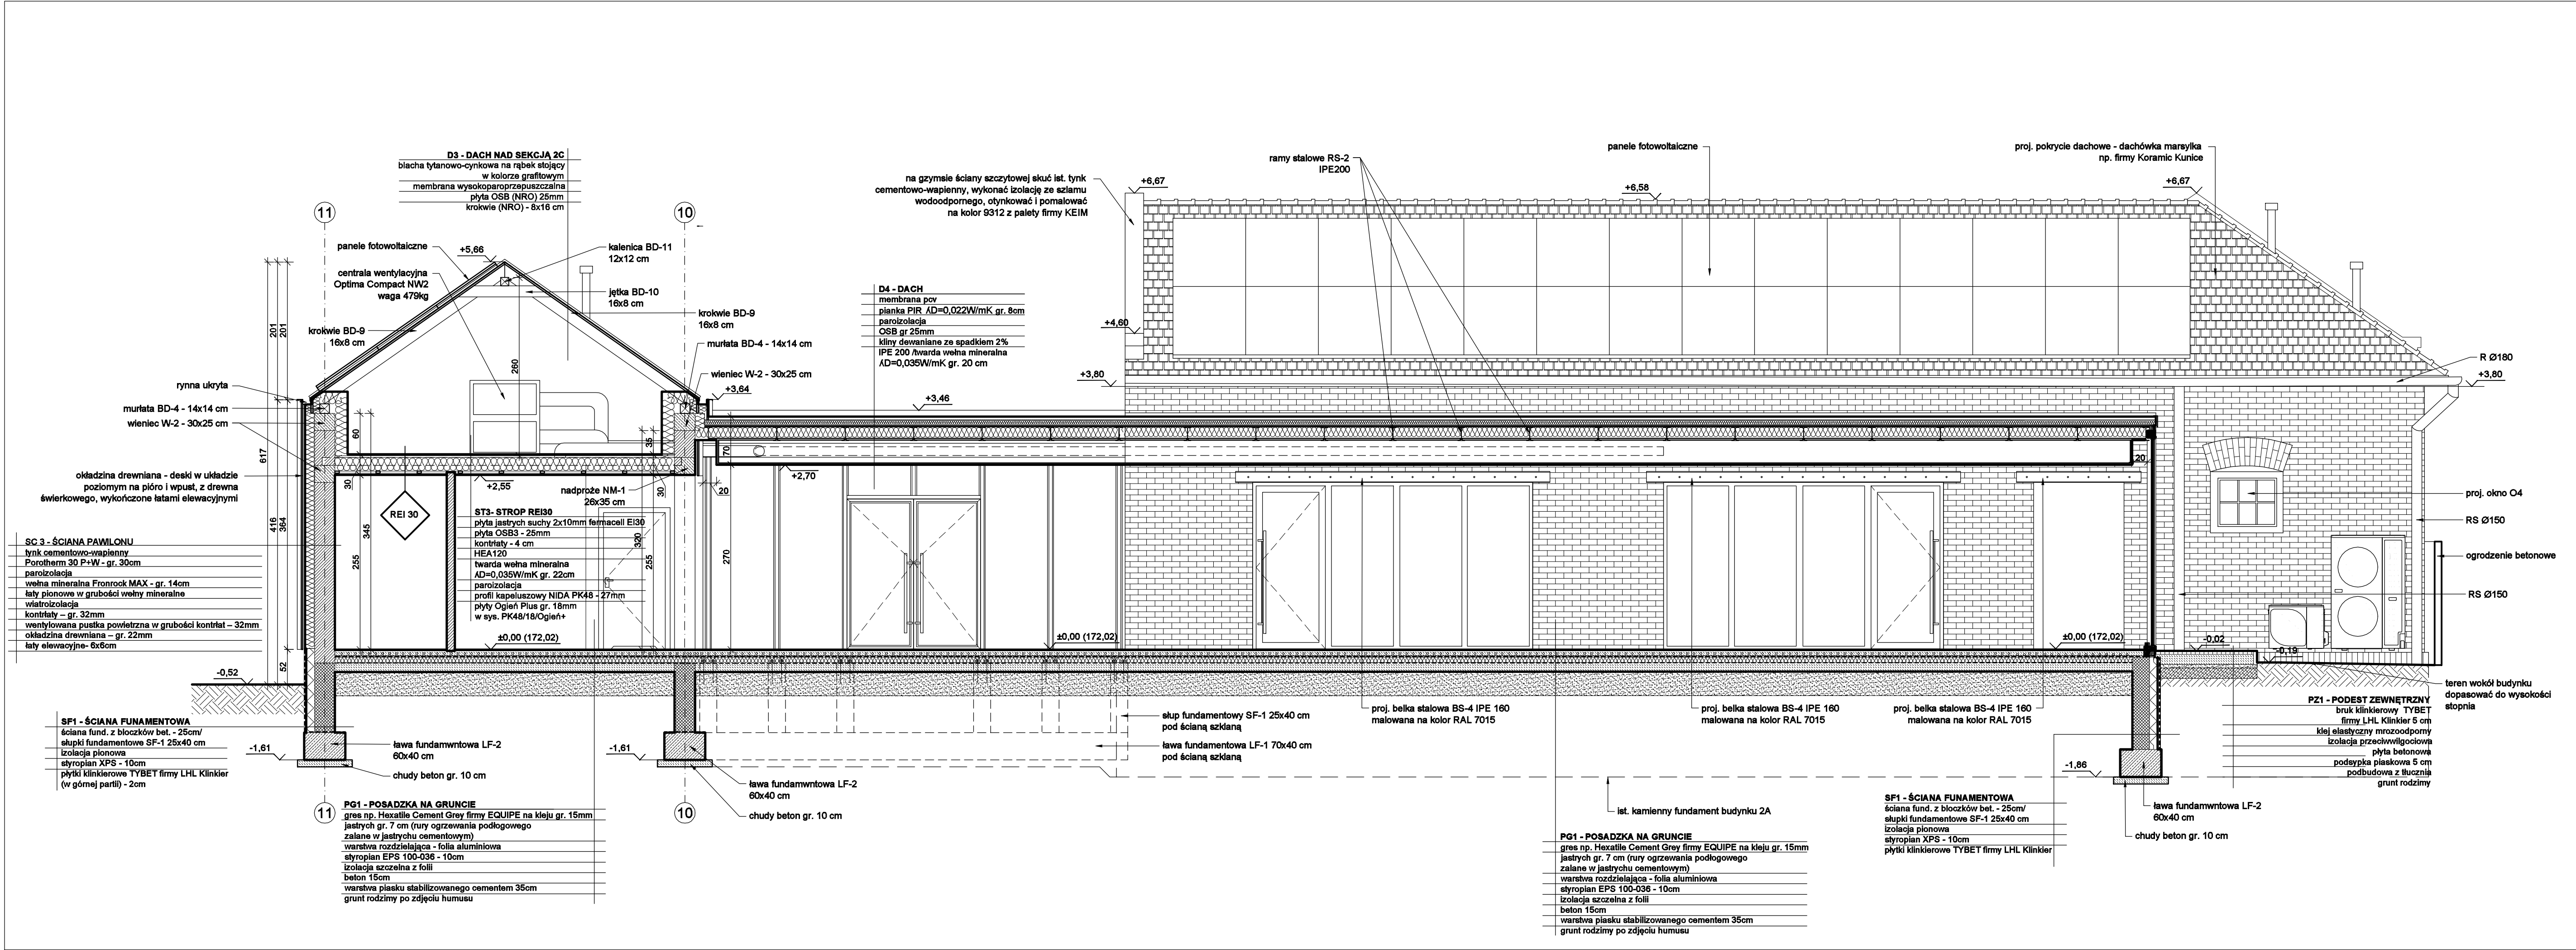 D3 - DACH NAD SEKCJĄ 2C
blacha tytanowo-cynkowa na rąbek stojący
w kolorze grafitowym
membrana wysokoparoprzepuszczalna
płyta OSB (NRO) 25mm
krokwie (NRO) - 8x16 cm
11
10
panele fotowoltaiczne
+5,66
kalenica BD-11
12x12 cm
centrala wentylacyjna
Optima Compact NW2
waga 479kg
jętka BD-10
16x8 cm
krokwie BD-9
16x8 cm
krokwie BD-9
16x8 cm
murłata BD-4 - 14x14 cm
wieniec W-2 - 30x25 cm
+3,64
rynna ukryta
murłata BD-4 - 14x14 cm
wieniec W-2 - 30x25 cm
okładzina drewniana - deski w układzie
poziomym na pióro i wpust, z drewna
świerkowego, wykończone łatami elewacyjnymi
201
201
617
416
364
52
260
60
30
345
255
35
30
320
255
70
20
270
20
REI 30
+2,55
nadproże NM-1
26x35 cm
ST3- STROP REI30
płyta jastrych suchy 2x10mm fermacell EI30
płyta OSB3 - 25mm
kontrłaty - 4 cm
HEA120
twarda wełna mineralna
ΛD=0,035W/mK gr. 22cm
paroizolacja
profil kapeluszowy NIDA PK48 - 27mm
płyty Ogień Plus gr. 18mm
w sys. PK48/18/Ogień+
±0,00 (172,02)
SC 3 - ŚCIANA PAWILONU
tynk cementowo-wapienny
Porotherm 30 P+W - gr. 30cm
paroizolacja
wełna mineralna Fronrock MAX - gr. 14cm
łaty pionowe w grubości wełny mineralne
wiatroizolacja
kontrłaty – gr. 32mm
wentylowana pustka powietrzna w grubości kontrłat – 32mm
okładzina drewniana – gr. 22mm
łaty elewacyjne- 6x6cm
-0,52
SF1 - ŚCIANA FUNAMENTOWA
ściana fund. z bloczków bet. - 25cm/
słupki fundamentowe SF-1 25x40 cm
izolacja pionowa
styropian XPS - 10cm
płytki klinkierowe TYBET firmy LHL Klinkier
(w górnej partii) - 2cm
-1,61
ława fundamwntowa LF-2
60x40 cm
chudy beton gr. 10 cm
11
PG1 - POSADZKA NA GRUNCIE
gres np. Hexatile Cement Grey firmy EQUIPE na kleju gr. 15mm
jastrych gr. 7 cm (rury ogrzewania podłogowego
zalane w jastrychu cementowym)
warstwa rozdzielająca - folia aluminiowa
styropian EPS 100-036 - 10cm
izolacja szczelna z folii
beton 15cm
warstwa piasku stabilizowanego cementem 35cm
grunt rodzimy po zdjęciu humusu
-1,61
10
ława fundamwntowa LF-2
60x40 cm
chudy beton gr. 10 cm
D4 - DACH
membrana pcv
pianka PIR ΛD=0,022W/mK gr. 8cm
paroizolacja
OSB gr 25mm
kliny dewaniane ze spadkiem 2%
IPE 200 /twarda wełna mineralna
ΛD=0,035W/mK gr. 20 cm
+3,46
+2,70
±0,00 (172,02)
na gzymsie ściany szczytowej skuć ist. tynk
cementowo-wapienny, wykonać izolację ze szlamu
wodoodpornego, otynkować i pomalować
na kolor 9312 z palety firmy KEIM
+6,67
+4,60
+3,80
ramy stalowe RS-2
IPE200
+6,58
panele fotowoltaiczne
proj. pokrycie dachowe - dachówka marsylka
np. firmy Koramic Kunice
+6,67
R Ø180
+3,80
proj. okno O4
RS Ø150
ogrodzenie betonowe
RS Ø150
±0,00 (172,02)
-0,02
-0,19
teren wokół budynku
dopasować do wysokości
stopnia
słup fundamentowy SF-1 25x40 cm
pod ścianą szklaną
ława fundamentowa LF-1 70x40 cm
pod ścianą szklaną
proj. belka stalowa BS-4 IPE 160
malowana na kolor RAL 7015
proj. belka stalowa BS-4 IPE 160
malowana na kolor RAL 7015
proj. belka stalowa BS-4 IPE 160
malowana na kolor RAL 7015
ist. kamienny fundament budynku 2A
PG1 - POSADZKA NA GRUNCIE
gres np. Hexatile Cement Grey firmy EQUIPE na kleju gr. 15mm
jastrych gr. 7 cm (rury ogrzewania podłogowego
zalane w jastrychu cementowym)
warstwa rozdzielająca - folia aluminiowa
styropian EPS 100-036 - 10cm
izolacja szczelna z folii
beton 15cm
warstwa piasku stabilizowanego cementem 35cm
grunt rodzimy po zdjęciu humusu
-1,86
SF1 - ŚCIANA FUNAMENTOWA
ściana fund. z bloczków bet. - 25cm/
słupki fundamentowe SF-1 25x40 cm
izolacja pionowa
styropian XPS - 10cm
płytki klinkierowe TYBET firmy LHL Klinkier
ława fundamwntowa LF-2
60x40 cm
chudy beton gr. 10 cm
PZ1 - PODEST ZEWNĘTRZNY
bruk klinkierowy TYBET
firmy LHL Klinkier 5 cm
klej elastyczny mrozoodporny
izolacja przeciwwilgociowa
płyta betonowa
podsypka piaskowa 5 cm
podbudowa z tłucznia
grunt rodzimy